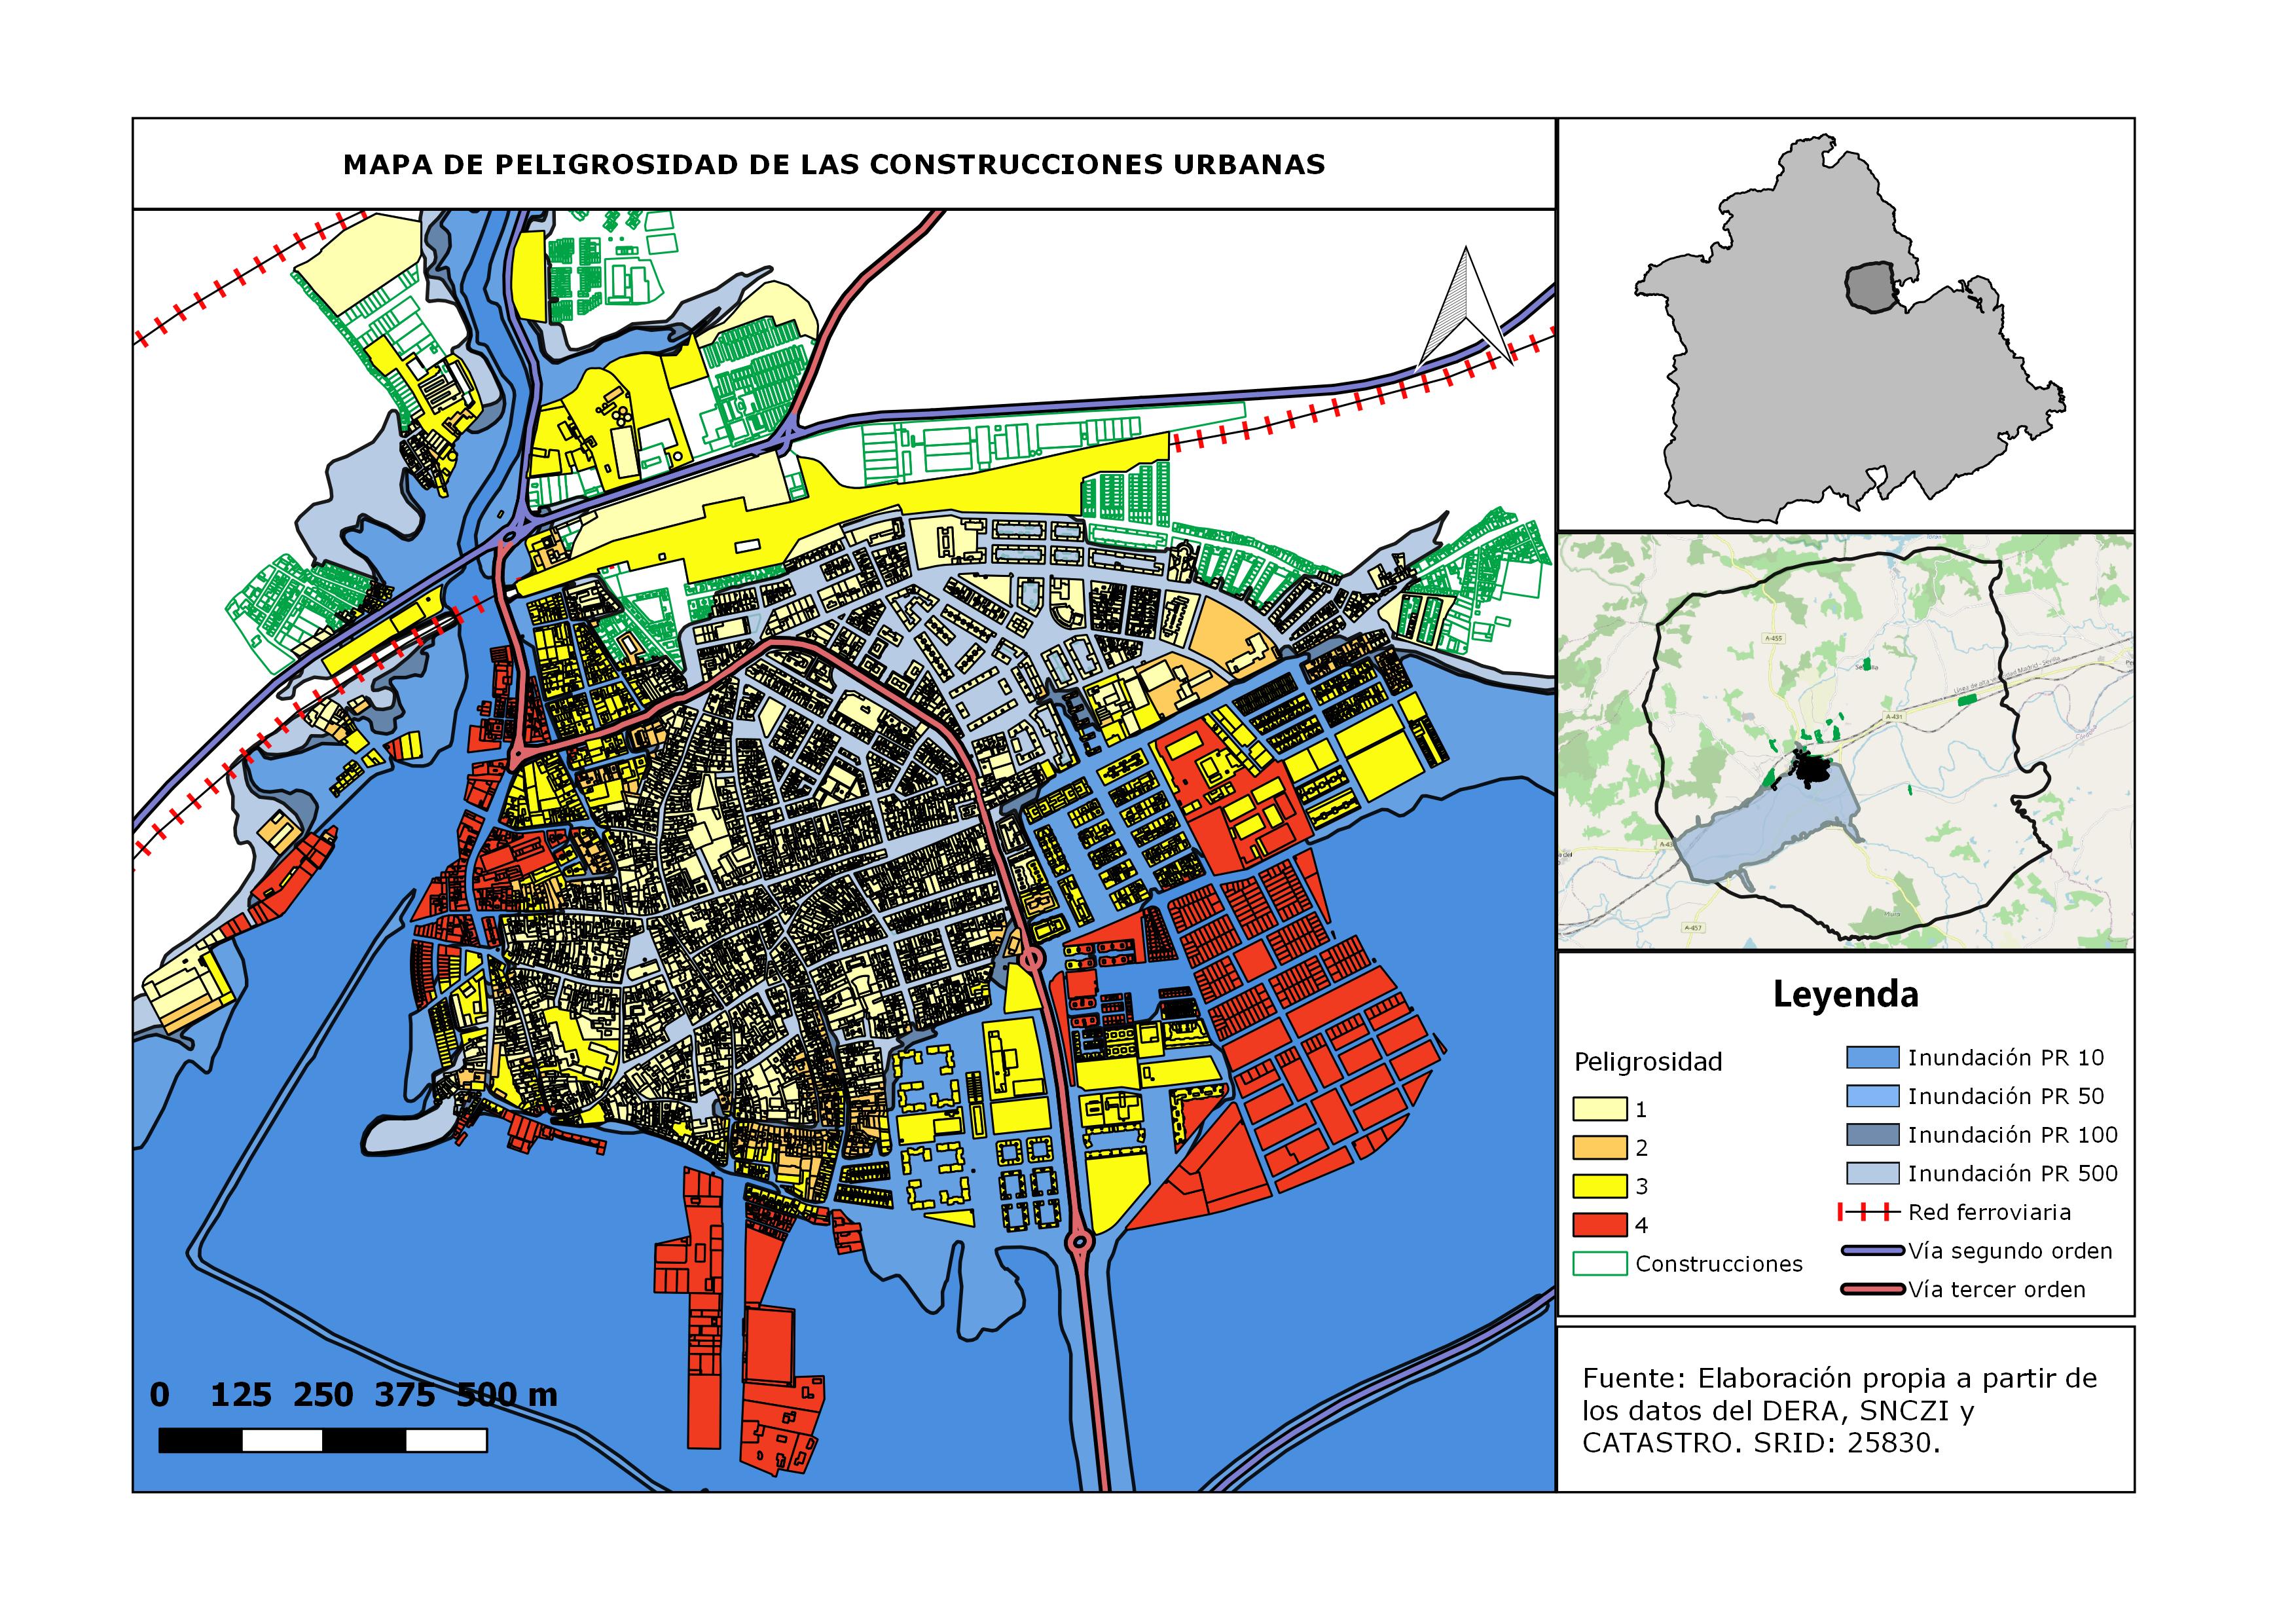 MAPA DE PELIGROSIDAD DE LAS CONSTRUCCIONES URBANAS
0 125 250 375 500 m
A-455
A-431
A-457
Leyenda
Peligrosidad
1
2
3
4
Construcciones
Inundación PR 10
Inundación PR 50
Inundación PR 100
Inundación PR 500
Red ferroviaria
Vía segundo orden
Vía tercer orden
Fuente: Elaboración propia a partir de
los datos del DERA, SNCZI y
CATASTRO. SRID: 25830.